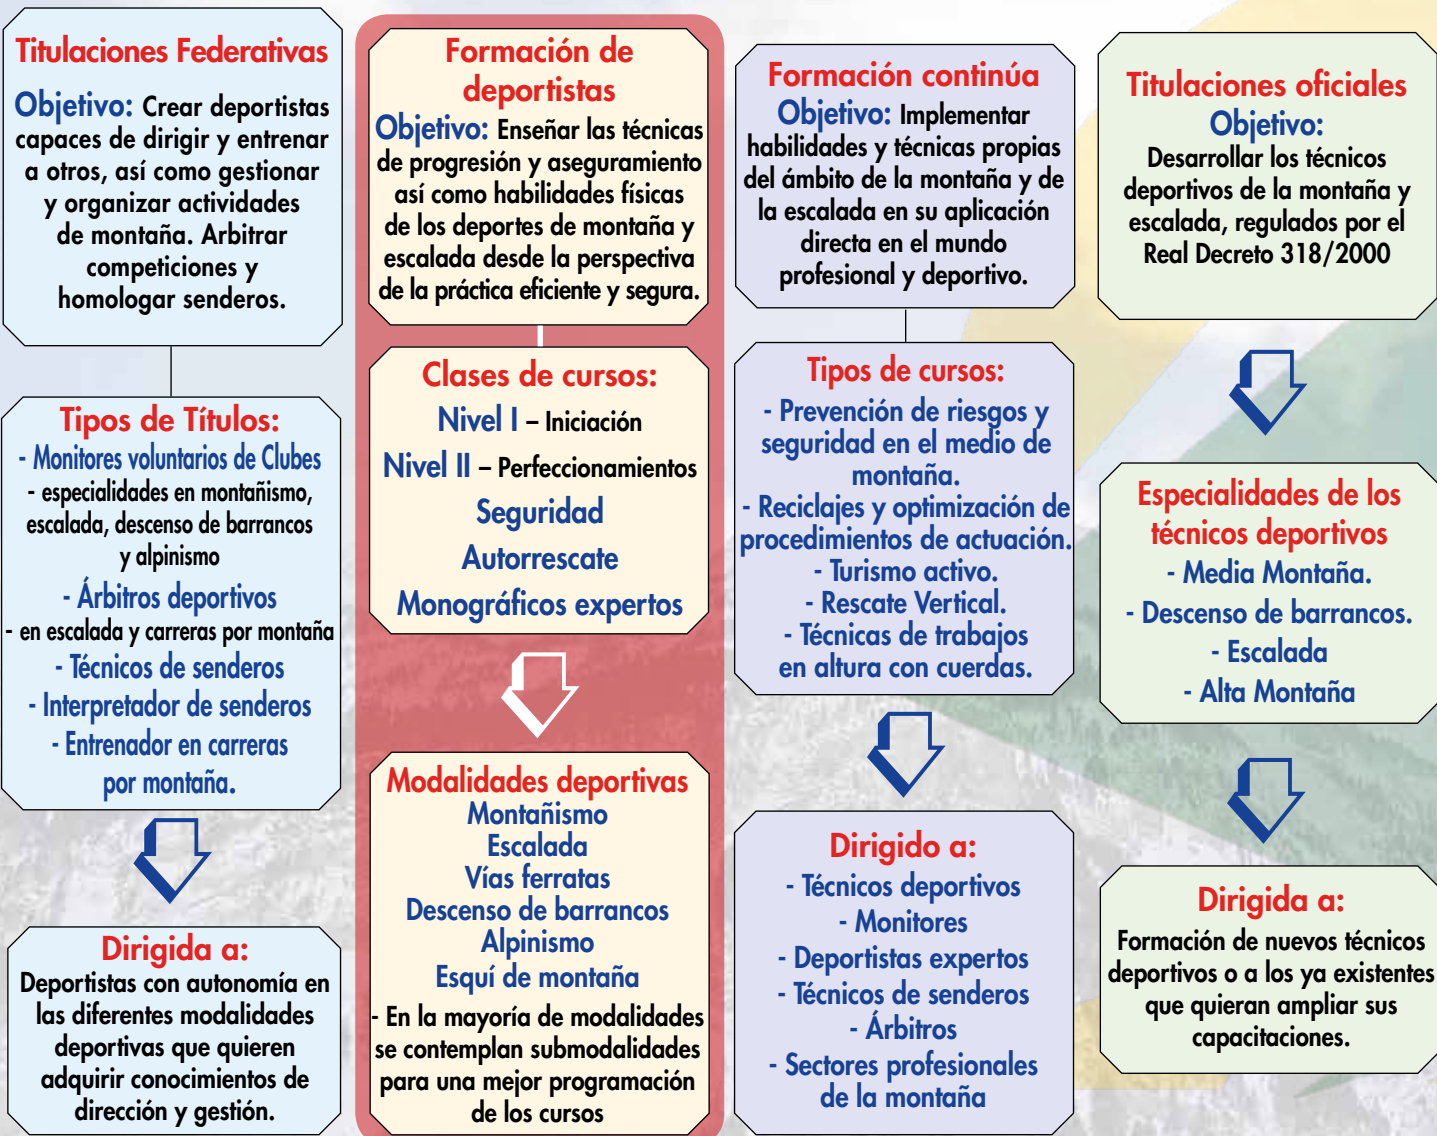 Titulaciones Federativas
Objetivo: Crear deportistas
capaces de dirigir y entrenar
a otros, así como gestionar
y organizar actividades
de montaña. Arbitrar
competiciones y
homologar senderos.
Tipos de Títulos:
- Monitores voluntarios de Clubes
- especialidades en montañismo,
escalada, descenso de barrancos
y alpinismo
- Árbitros deportivos
- en escalada y carreras por montaña
- Técnicos de senderos
- Interpretador de senderos
- Entrenador en carreras
por montaña.
Dirigida a:
Deportistas con autonomía en
las diferentes modalidades
deportivas que quieren
adquirir conocimientos de
dirección y gestión.
Formación de
deportistas
Objetivo: Enseñar las técnicas
de progresión y aseguramiento
así como habilidades físicas
de los deportes de montaña y
escalada desde la perspectiva
de la práctica eficiente y segura.
Clases de cursos:
Nivel I – Iniciación
Nivel II – Perfeccionamientos
Seguridad
Autorrescate
Monográficos expertos
Modalidades deportivas
Montañismo
Escalada
Vías ferratas
Descenso de barrancos
Alpinismo
Esquí de montaña
- En la mayoría de modalidades
se contemplan submodalidades
para una mejor programación
de los cursos
Formación continúa
Objetivo: Implementar
habilidades y técnicas propias
del ámbito de la montaña y de
la escalada en su aplicación
directa en el mundo
profesional y deportivo.
Tipos de cursos:
- Prevención de riesgos y
seguridad en el medio de
montaña.
- Reciclajes y optimización de
procedimientos de actuación.
- Turismo activo.
- Rescate Vertical.
- Técnicas de trabajos
en altura con cuerdas.
Dirigido a:
- Técnicos deportivos
- Monitores
- Deportistas expertos
- Técnicos de senderos
- Árbitros
- Sectores profesionales
de la montaña
Titulaciones oficiales
Objetivo:
Desarrollar los técnicos
deportivos de la montaña y
escalada, regulados por el
Real Decreto 318/2000
Especialidades de los
técnicos deportivos
- Media Montaña.
- Descenso de barrancos.
- Escalada
- Alta Montaña
Dirigida a:
Formación de nuevos técnicos
deportivos o a los ya existentes
que quieran ampliar sus
capacitaciones.